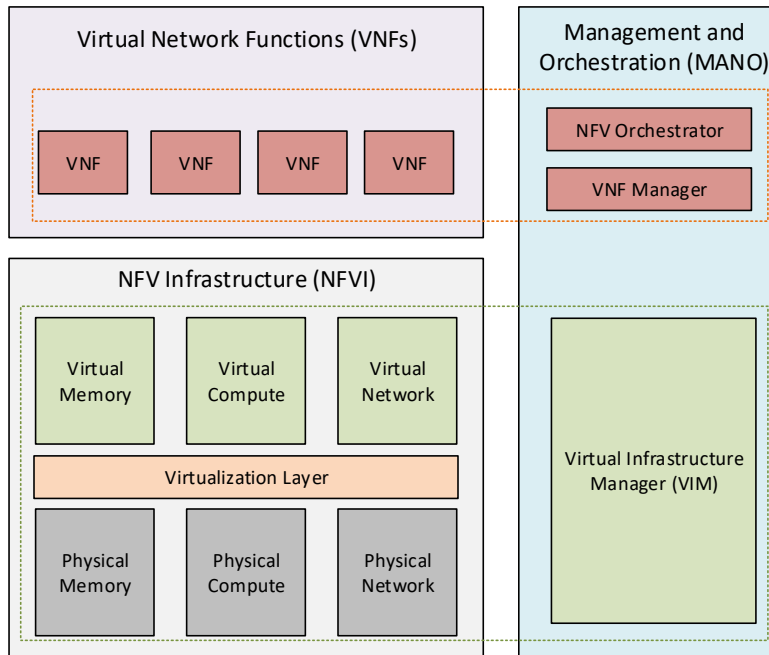 Virtual Network Functions (VNFs)
VNF
VNF
VNF
VNF
Management and
Orchestration (MANO)
NFV Orchestrator
VNF Manager
NFV Infrastructure (NFVI)
Virtual
Memory
Virtual
Compute
Virtual
Network
Virtualization Layer
Physical
Memory
Physical
Compute
Physical
Network
Virtual Infrastructure
Manager (VIM)